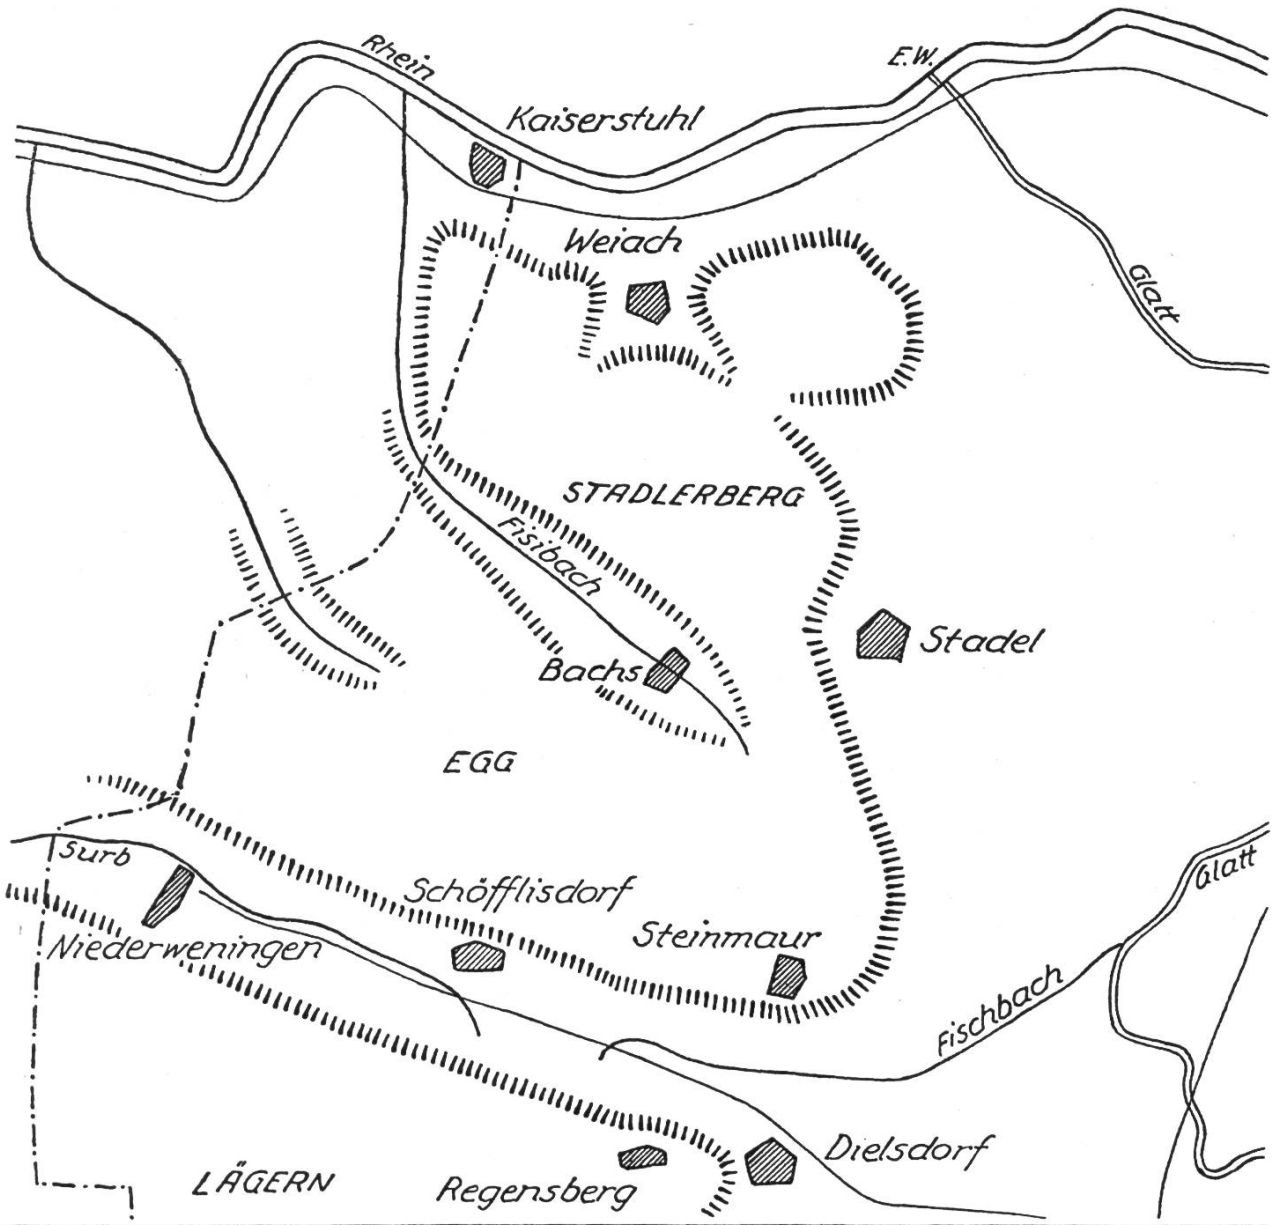 Rhein
E.W.
Kaiserstuhl
Weiach
Glatt
STADLERBERG
Fisibach
Stadel
Bachs
EGG
Surb
Glatt
Schöfflisdorf
Steinmaur
Niederweningen
Fischbach
Dielsdorf
LÄGERN
Regensberg